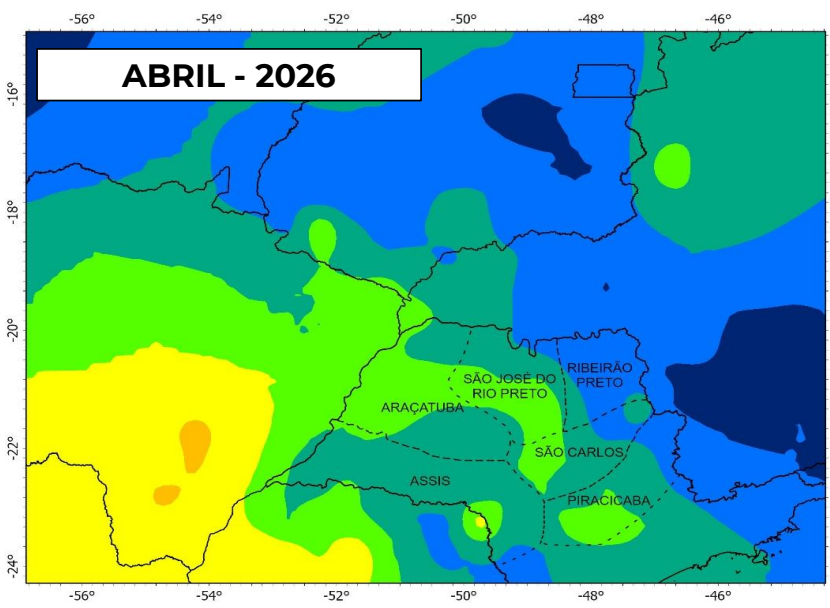 -56° -54° -52° -50° -48° -46°
ABRIL - 2026
-16°
-18°
-20°
RIBEIRÃO
PRETO
SÃO JOSÉ DO
RIO PRETO
ARAÇATUBA
-22°
SÃO CARLOS
ASSIS
PIRACICABA
-24°
-56° -54° -52° -50° -48° -46°